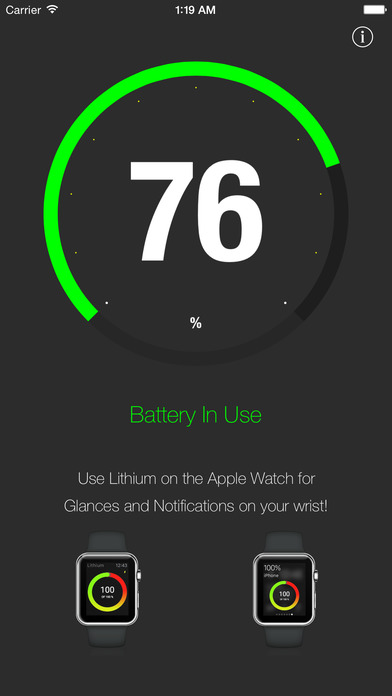 Carrier 1:19 AM
i
76
%
Battery In Use
Use Lithium on the Apple Watch for
Glances and Notifications on your wrist!
Lithium 12:43
100
100%
iPhone
100